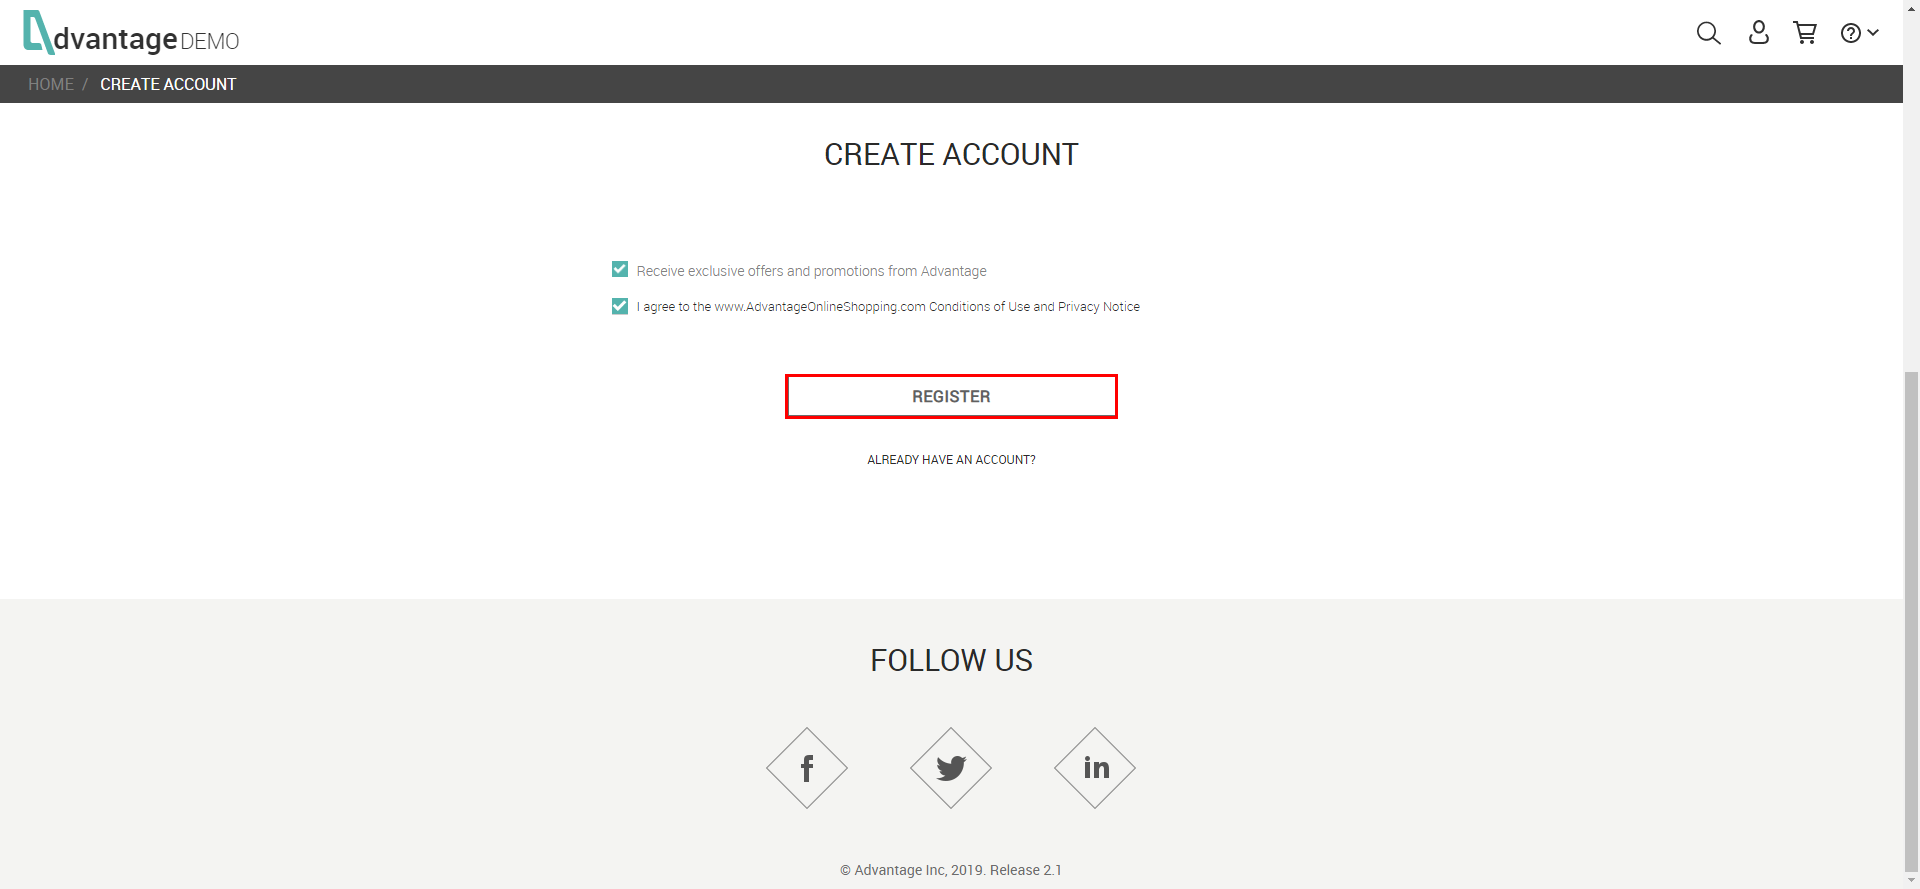 dvantage DEMO
HOME / CREATE ACCOUNT
CREATE ACCOUNT
Receive exclusive offers and promotions from Advantage
I agree to the www.AdvantageOnlineShopping.com Conditions of Use and Privacy Notice
REGISTER
ALREADY HAVE AN ACCOUNT?
FOLLOW US
f
in
© Advantage Inc, 2019. Release 2.1